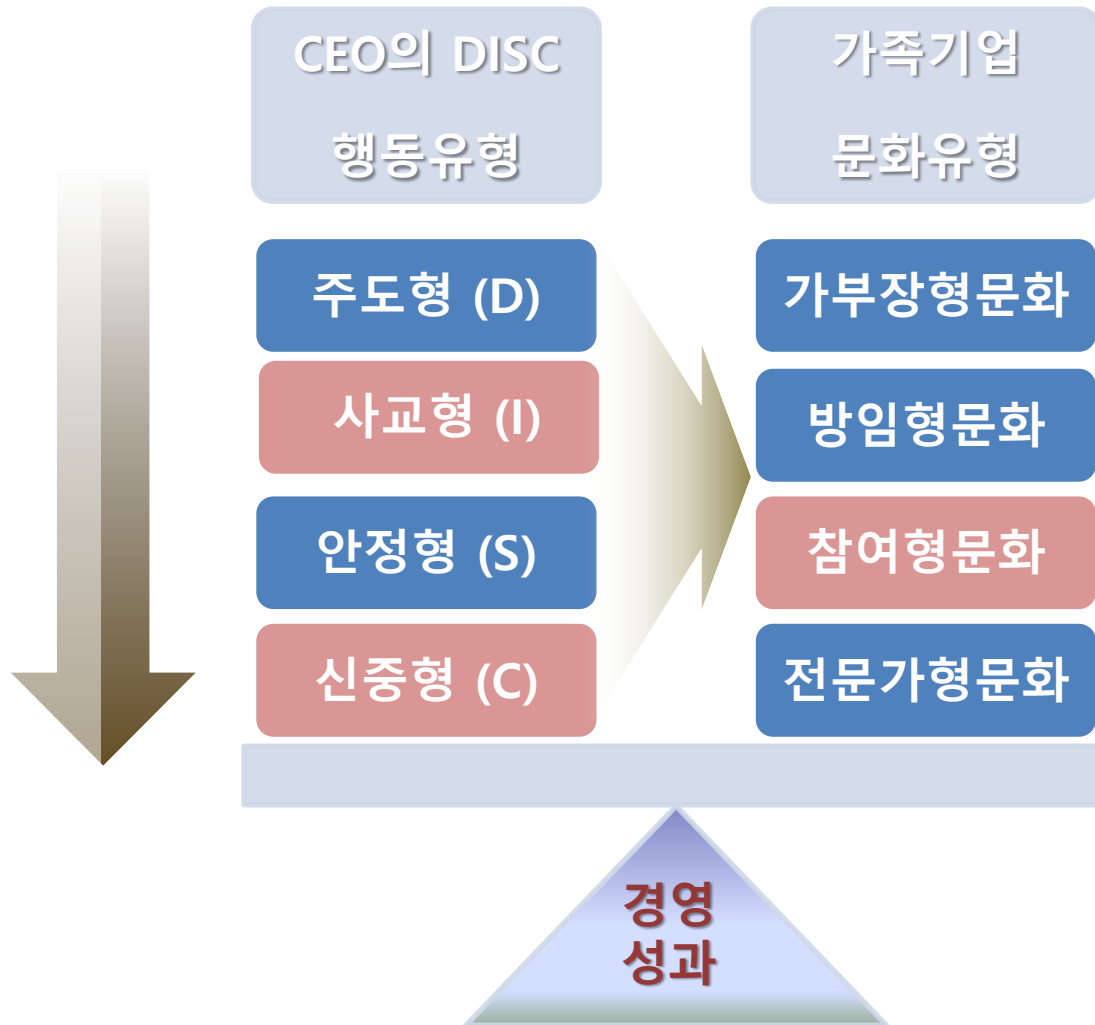 CEO의 DISC
행동유형
가족기업
문화유형
주도형 (D)
가부장형문화
사교형 (I)
방임형문화
안정형 (S)
참여형문화
신중형 (C)
전문가형문화
경영
성과